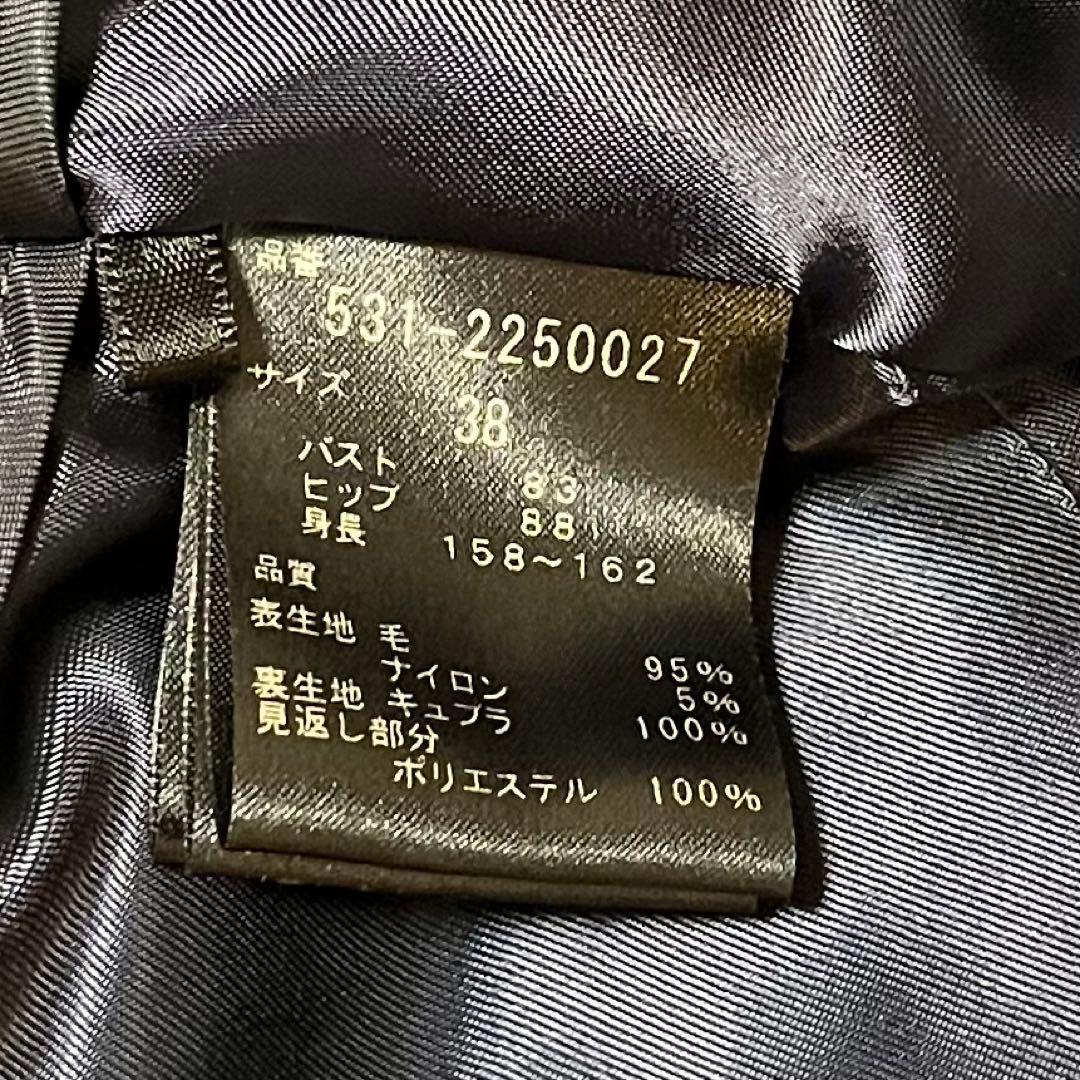 品番
531-2250027
サイズ 38
バスト 83
ヒップ 88
身長 158～162
品質
表生地 毛 95%
ナイロン 5%
裏生地 キュプラ 100%
見返し部分
ポリエステル 100%